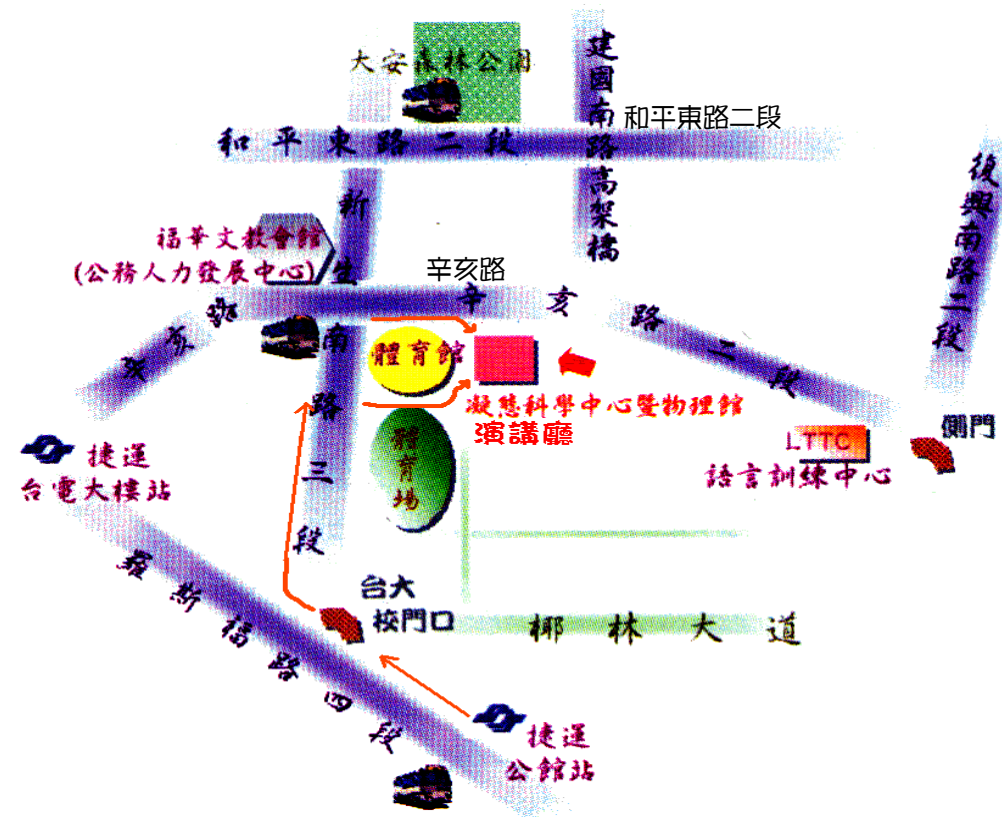 大安森林公園
建國南路高架橋
和平東路二段
和平東路二段
復興南路二段
新生南路三段
福華文教會館
(公務人力發展中心)
辛亥路
辛亥路
辛亥路二段
體育館
凝態科學中心暨物理館
演講廳
體育場
LTTC
語言訓練中心
側門
捷運
台電大樓站
羅斯福路四段
台大
校門口
椰林大道
捷運
公館站